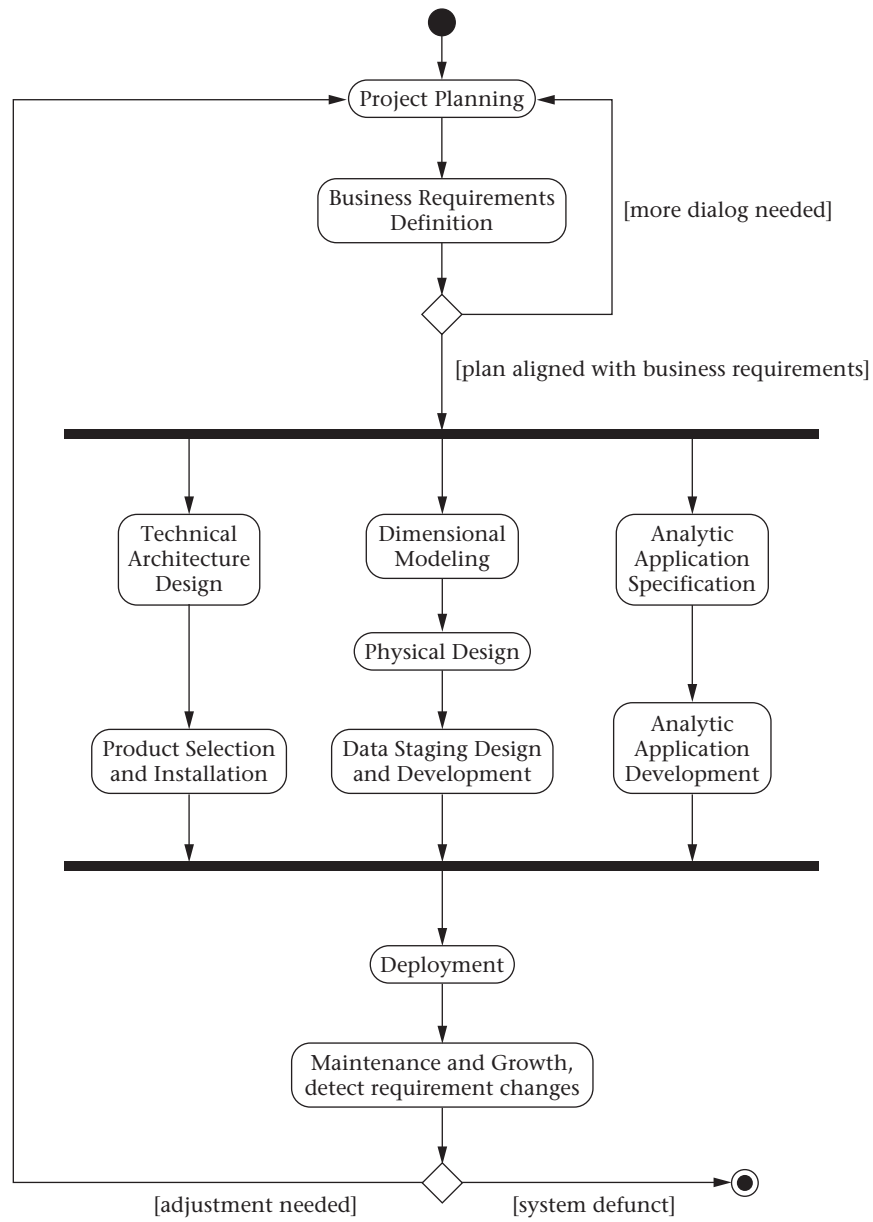 Project Planning
Business Requirements
Definition
[more dialog needed]
[plan aligned with business requirements]
Technical
Architecture
Design
Dimensional
Modeling
Analytic
Application
Specification
Physical Design
Product Selection
and Installation
Data Staging Design
and Development
Analytic
Application
Development
Deployment
Maintenance and Growth,
detect requirement changes
[adjustment needed]
[system defunct]